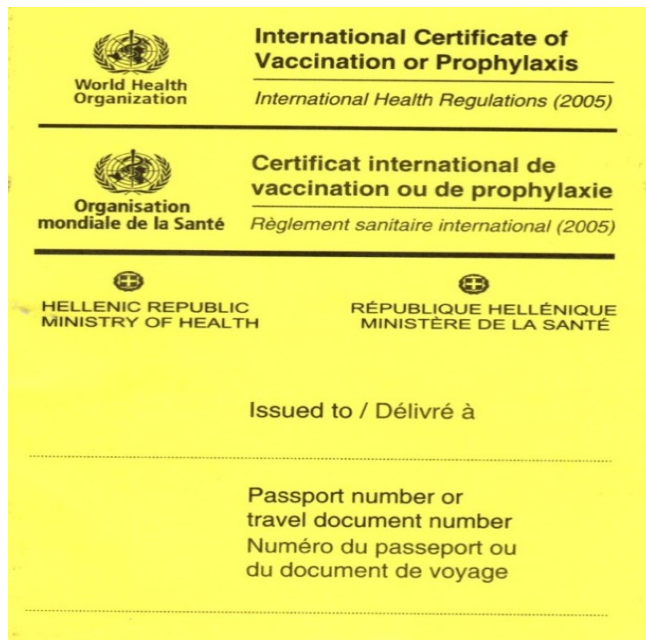 World Health
Organization
International Certificate of
Vaccination or Prophylaxis
International Health Regulations (2005)
Organisation
mondiale de la Santé
Certificat international de
vaccination ou de prophylaxie
Règlement sanitaire international (2005)
HELLENIC REPUBLIC
MINISTRY OF HEALTH
RÉPUBLIQUE HELLÉNIQUE
MINISTÈRE DE LA SANTÉ
Issued to / Délivré à
Passport number or
travel document number
Numéro du passeport ou
du document de voyage